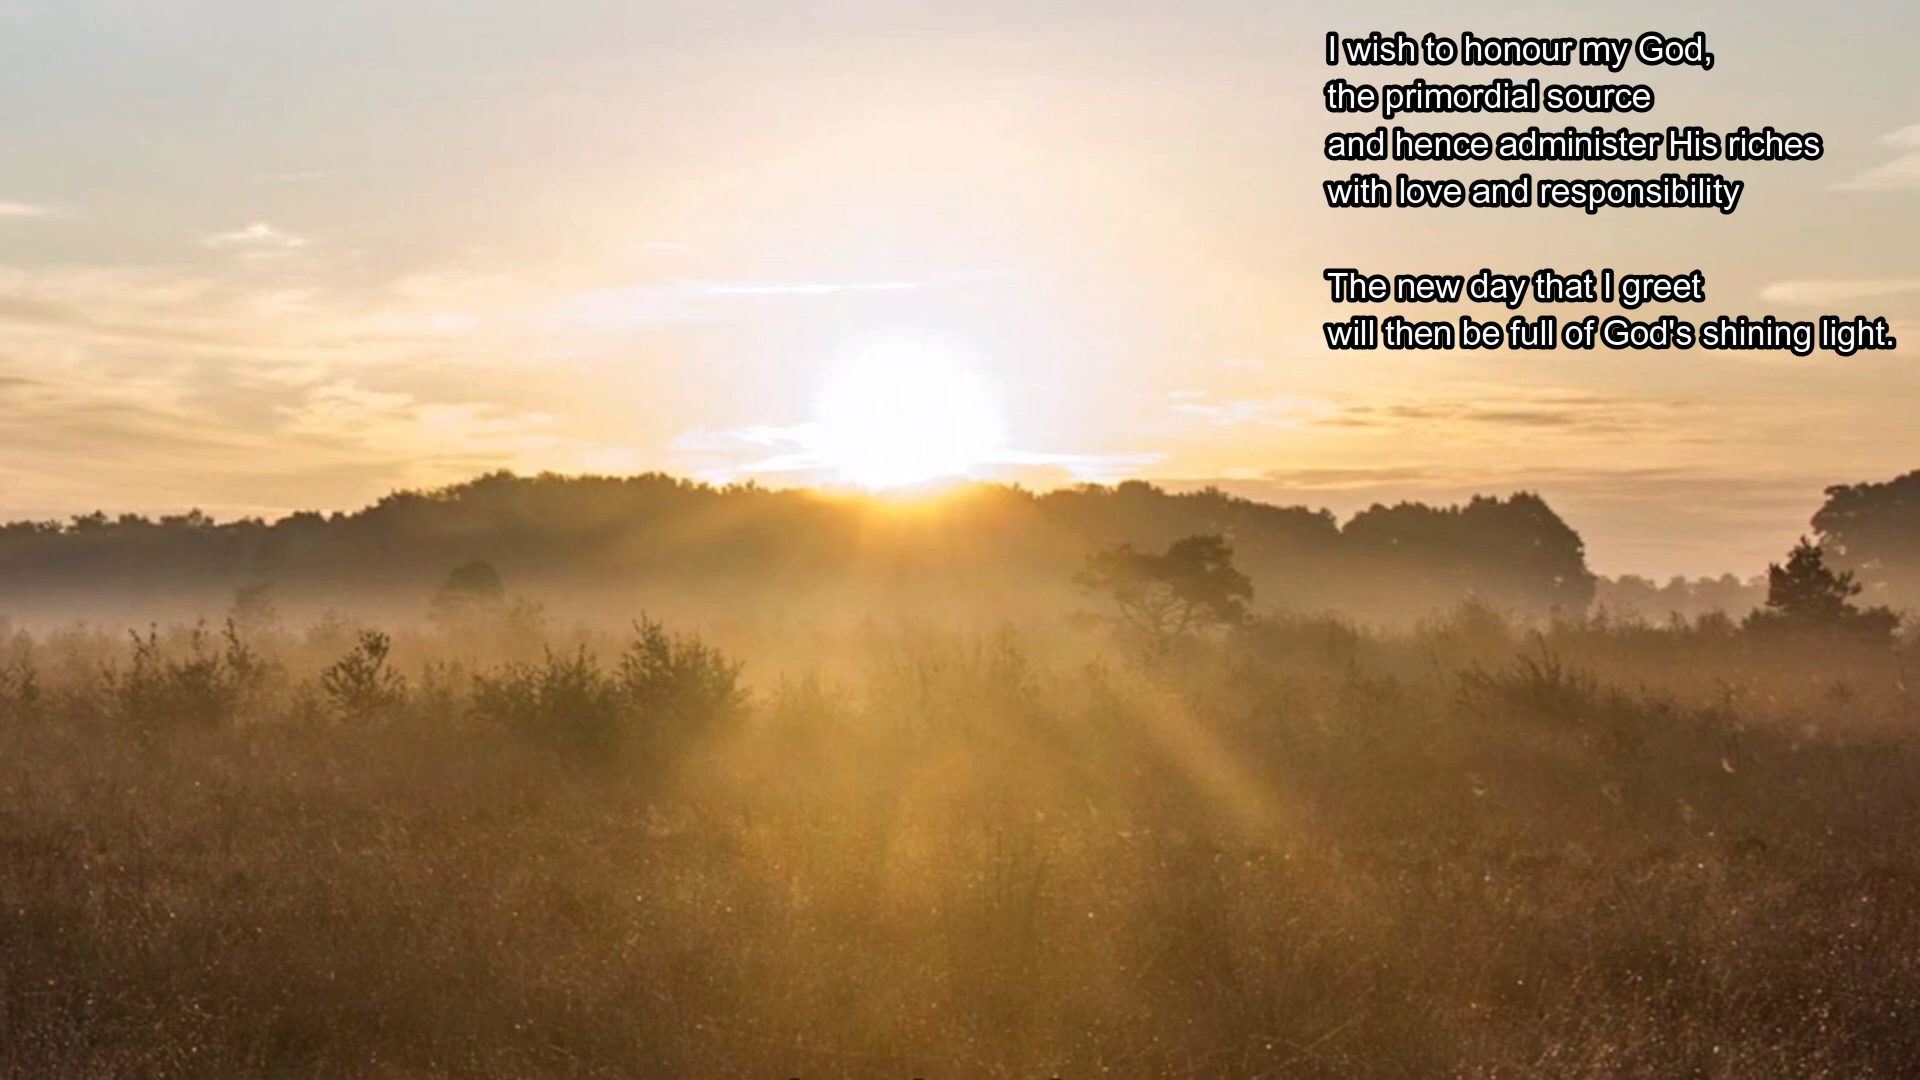 I wish to honour my God,
the primordial source
and hence administer His riches
with love and responsibility
The new day that I greet
will then be full of God's shining light.